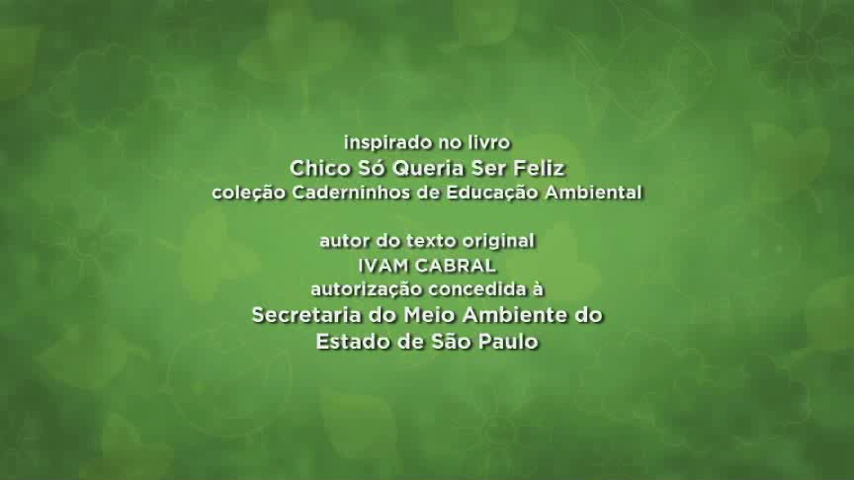 inspirado no livro
Chico Só Queria Ser Feliz
coleção Caderninhos de Educação Ambiental
autor do texto original
IVAM CABRAL
autorização concedida à
Secretaria do Meio Ambiente do
Estado de São Paulo